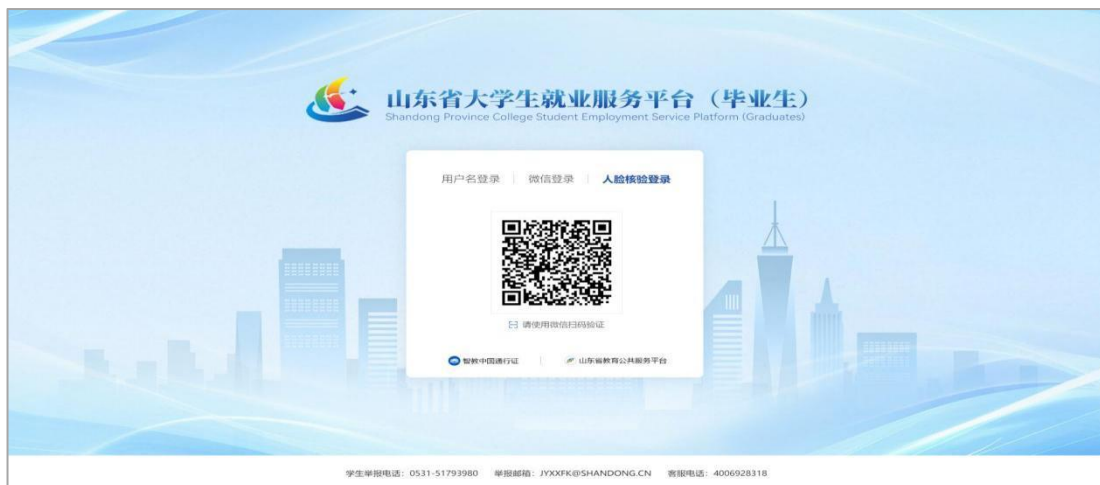 山东省大学生就业服务平台（毕业生）
Shandong Province College Student Employment Service Platform (Graduates)
用户名登录 微信登录 人脸核验登录
请使用微信扫码验证
智教中国通行证 山东省教育公共服务平台
学生举报电话：0531-51793980 举报邮箱：JYXXFK@SHANDONG.CN 客服电话：4006928318